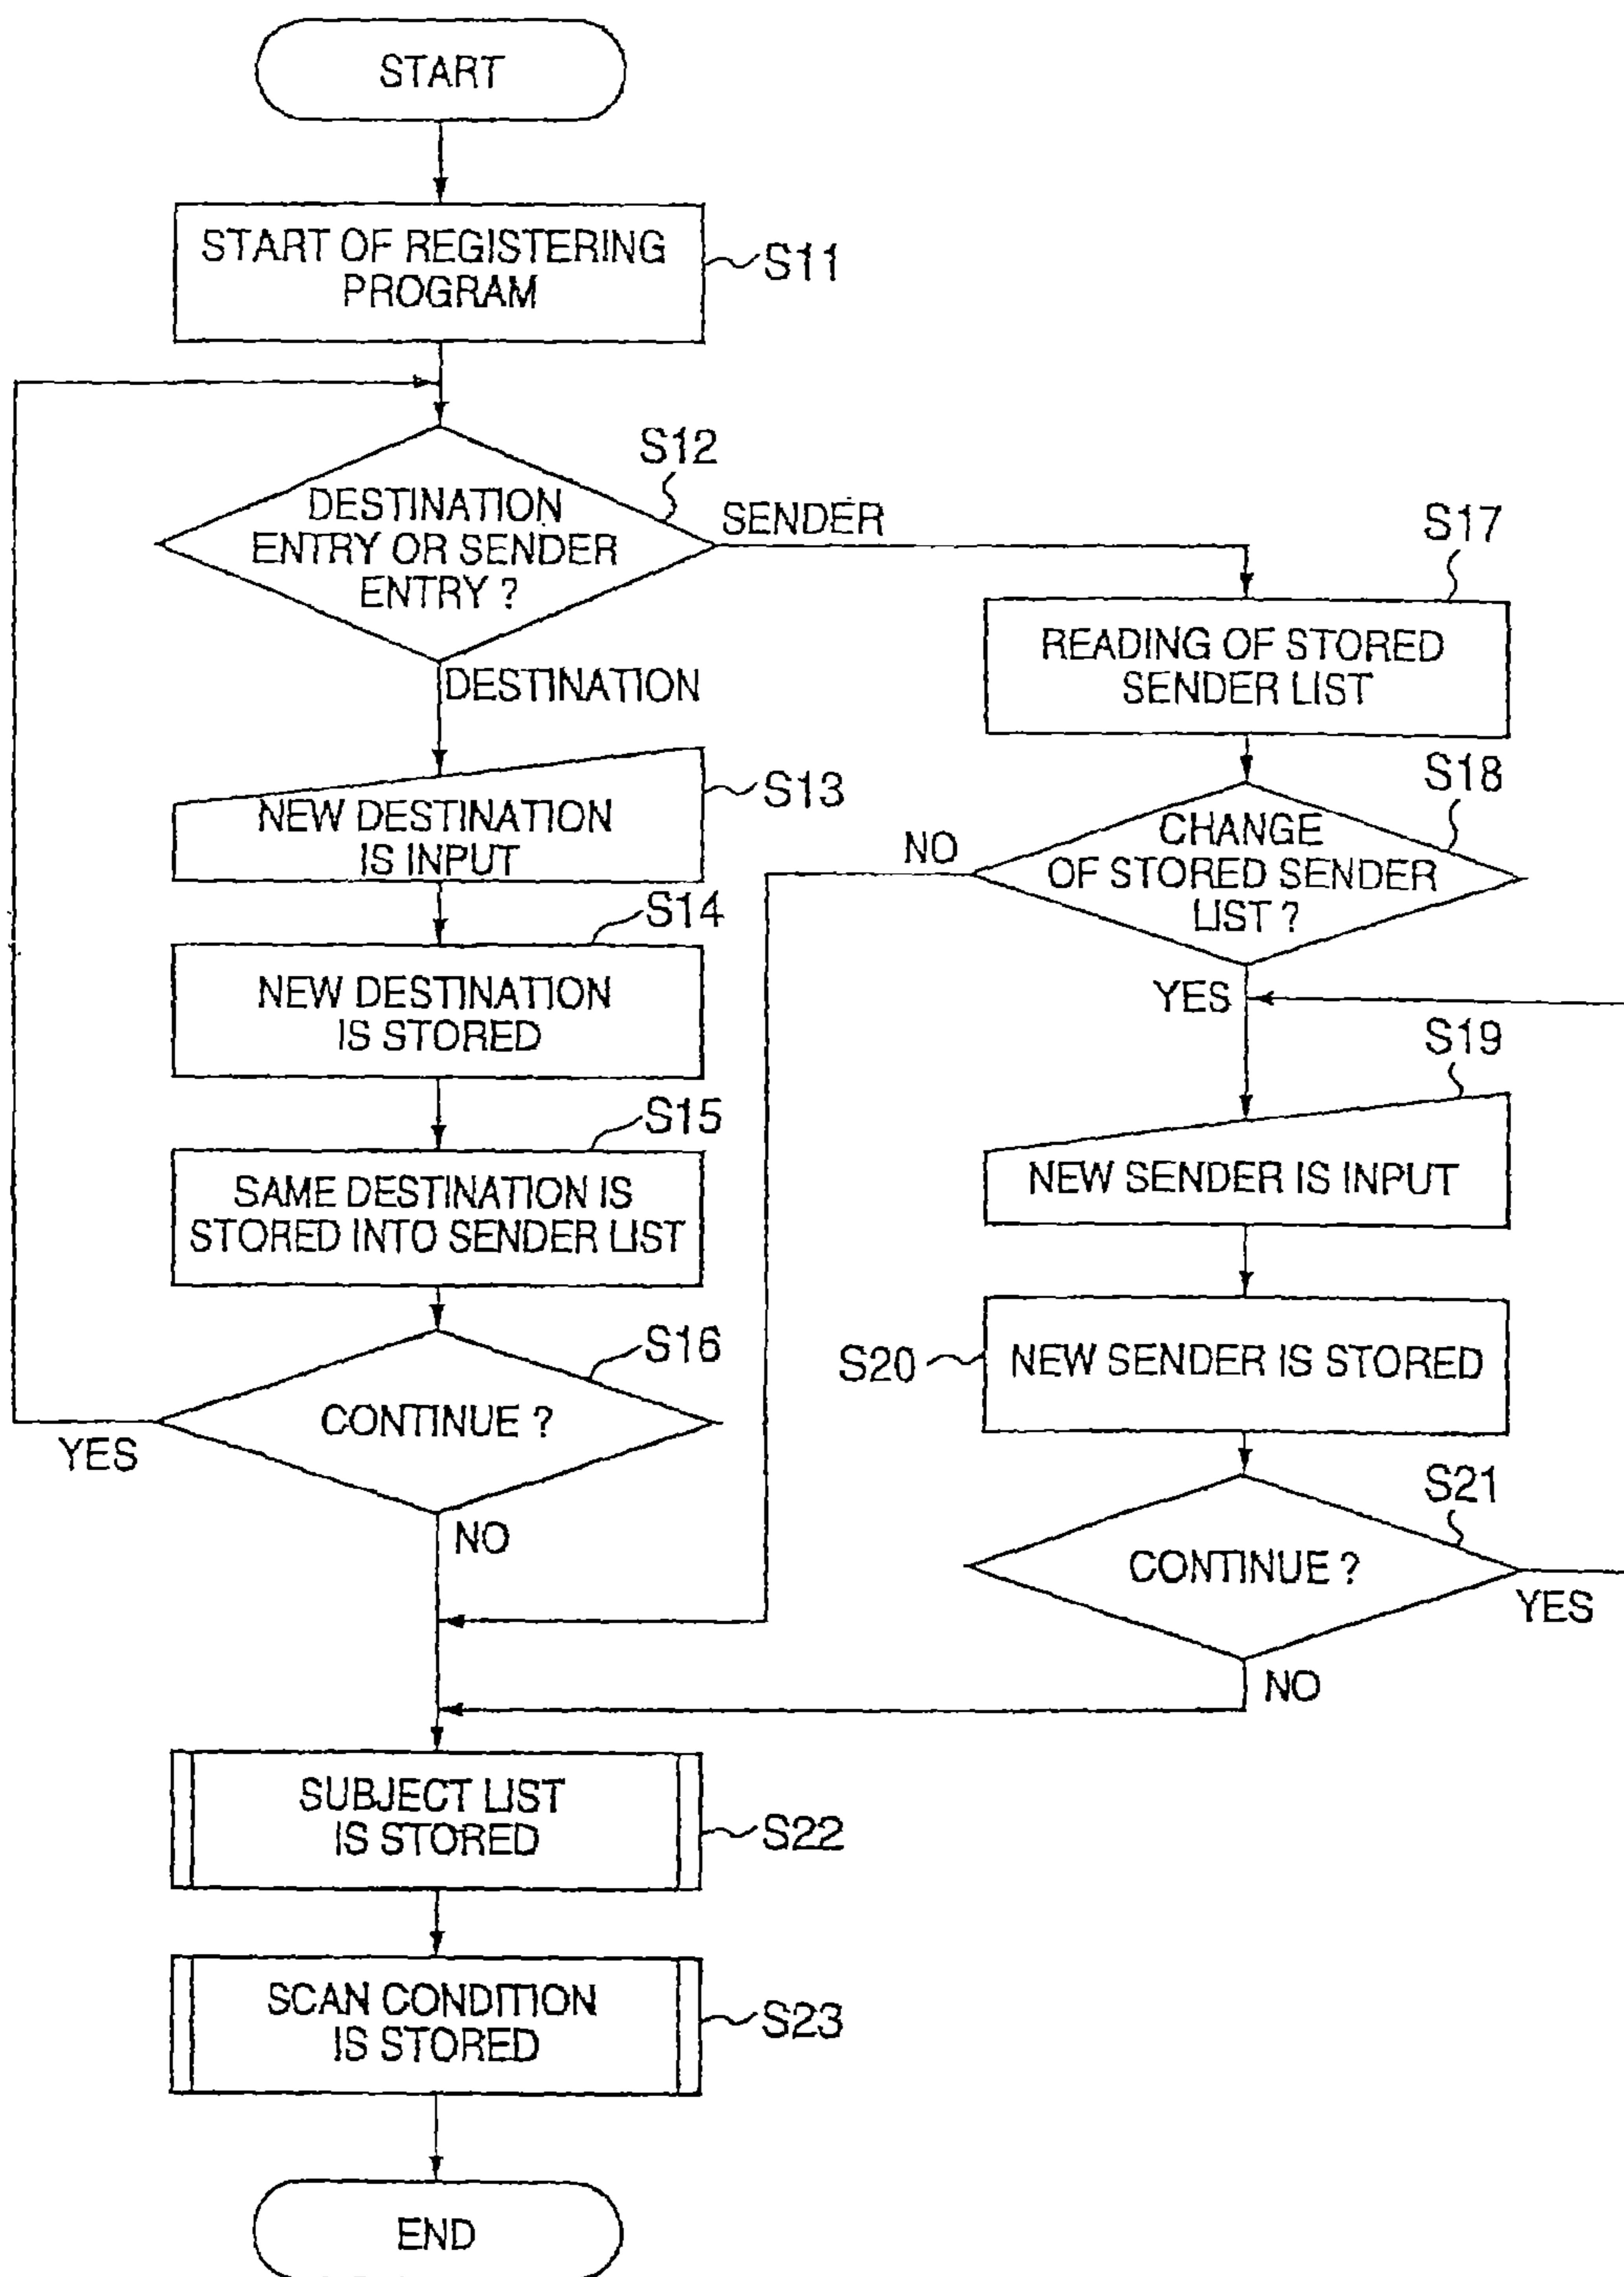 START
START OF REGISTERING
PROGRAM
S11
S12
DESTINATION
ENTRY OR SENDER
ENTRY ?
SENDER
DESTINATION
NEW DESTINATION
IS INPUT
S13
S14
NEW DESTINATION
IS STORED
S15
SAME DESTINATION IS
STORED INTO SENDER LIST
S16
CONTINUE ?
YES
NO
S17
READING OF STORED
SENDER LIST
S18
CHANGE
OF STORED SENDER
LIST ?
NO
YES
S19
NEW SENDER IS INPUT
S20
NEW SENDER IS STORED
S21
CONTINUE ?
YES
NO
SUBJECT LIST
IS STORED
S22
SCAN CONDITION
IS STORED
S23
END